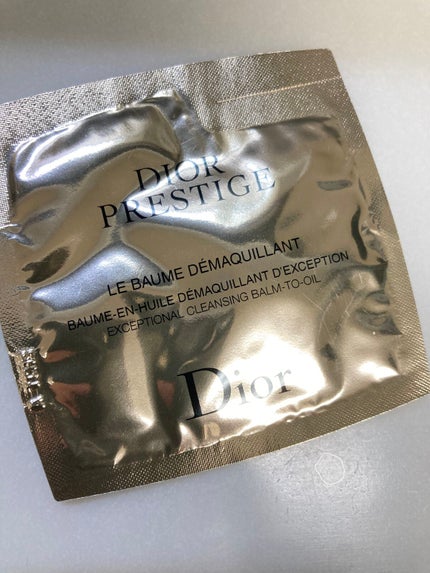 DIOR
PRESTIGE
LE BAUME DÉMAQUILLANT
BAUME-EN-HUILE DÉMAQUILLANT D'EXCEPTION
EXCEPTIONAL CLEANSING BALM-TO-OIL
Dior